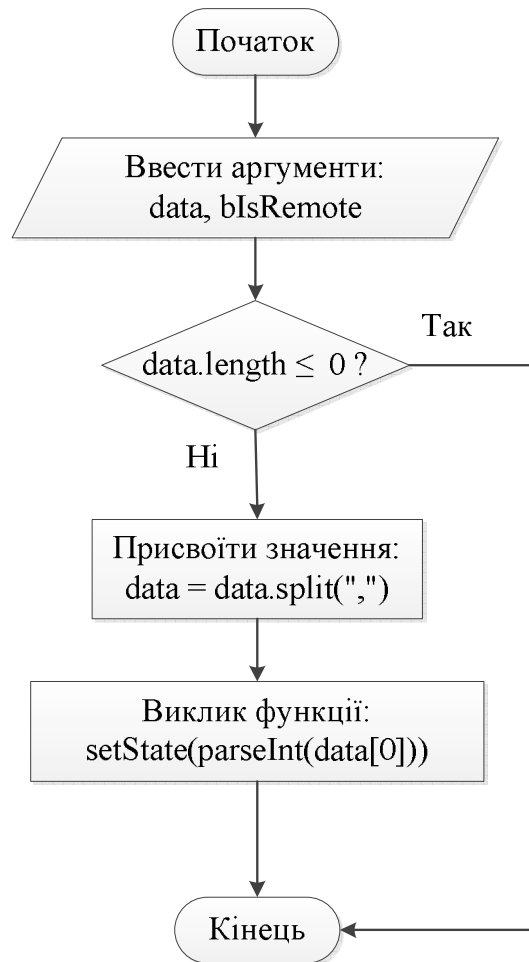 Початок
Ввести аргументи:
data, bIsRemote
data.length ≤ 0 ?
Так
Ні
Присвоїти значення:
data = data.split(",")
Виклик функції:
setState(parseInt(data[0]))
Кінець